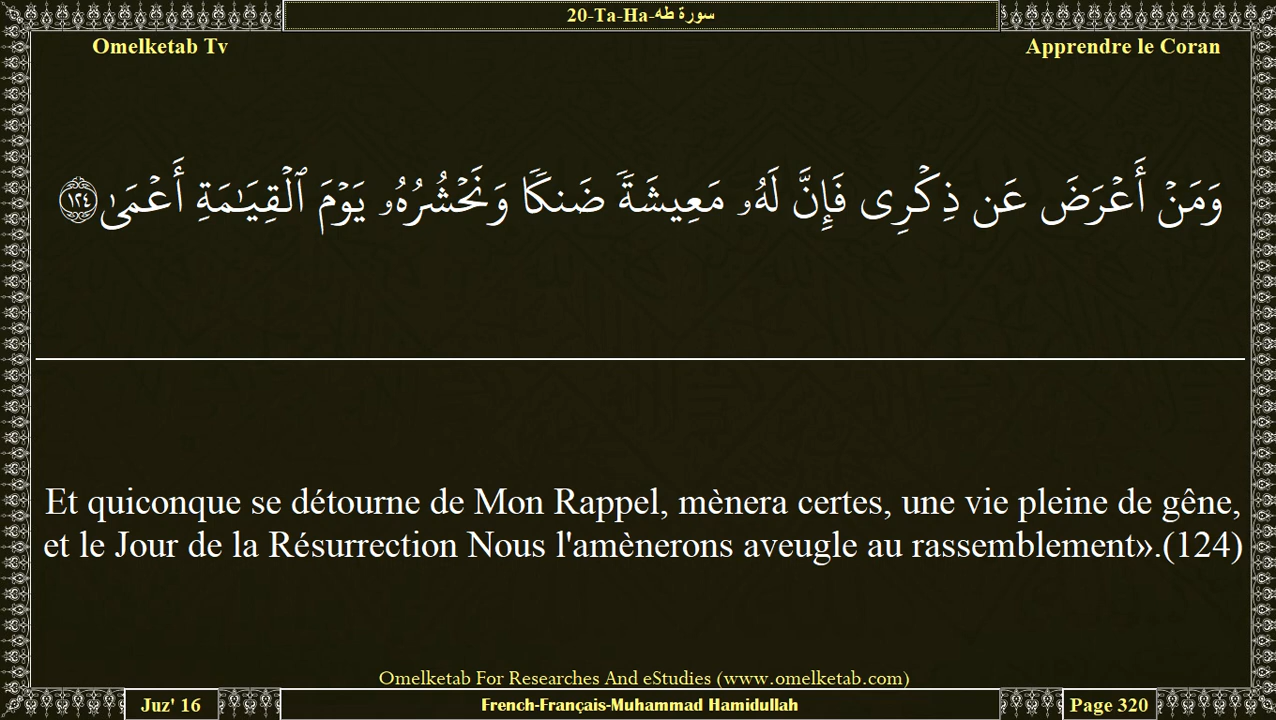 20-Ta-Ha-سورة طه
Omelketab Tv
Apprendre le Coran
وَمَنۡ أَعۡرَضَ عَن ذِكۡرِى فَإِنَّ لَهُۥ مَعِيشَةً ضَنكًا وَنَحۡشُرُهُۥ يَوۡمَ ٱلۡقِيَـٰمَةِ أَعۡمَىٰ ١٢٤
Et quiconque se détourne de Mon Rappel, mènera certes, une vie pleine de gêne,
et le Jour de la Résurrection Nous l'amènerons aveugle au rassemblement».(124)
Omelketab For Researches And eStudies (www.omelketab.com)
Juz' 16
French-Français-Muhammad Hamidullah
Page 320